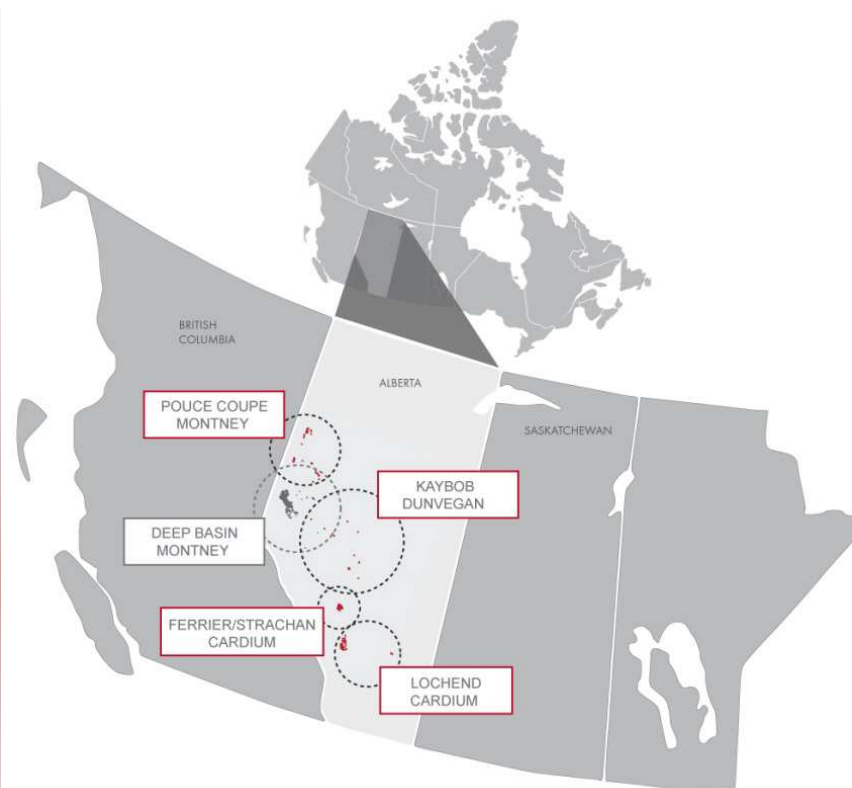 BRITISH
COLUMBIA
ALBERTA
SASKATCHEWAN
POUCE COUPE
MONTNEY
KAYBOB
DUNVEGAN
DEEP BASIN
MONTNEY
FERRIER/STRACHAN
CARDIUM
LOCHEND
CARDIUM